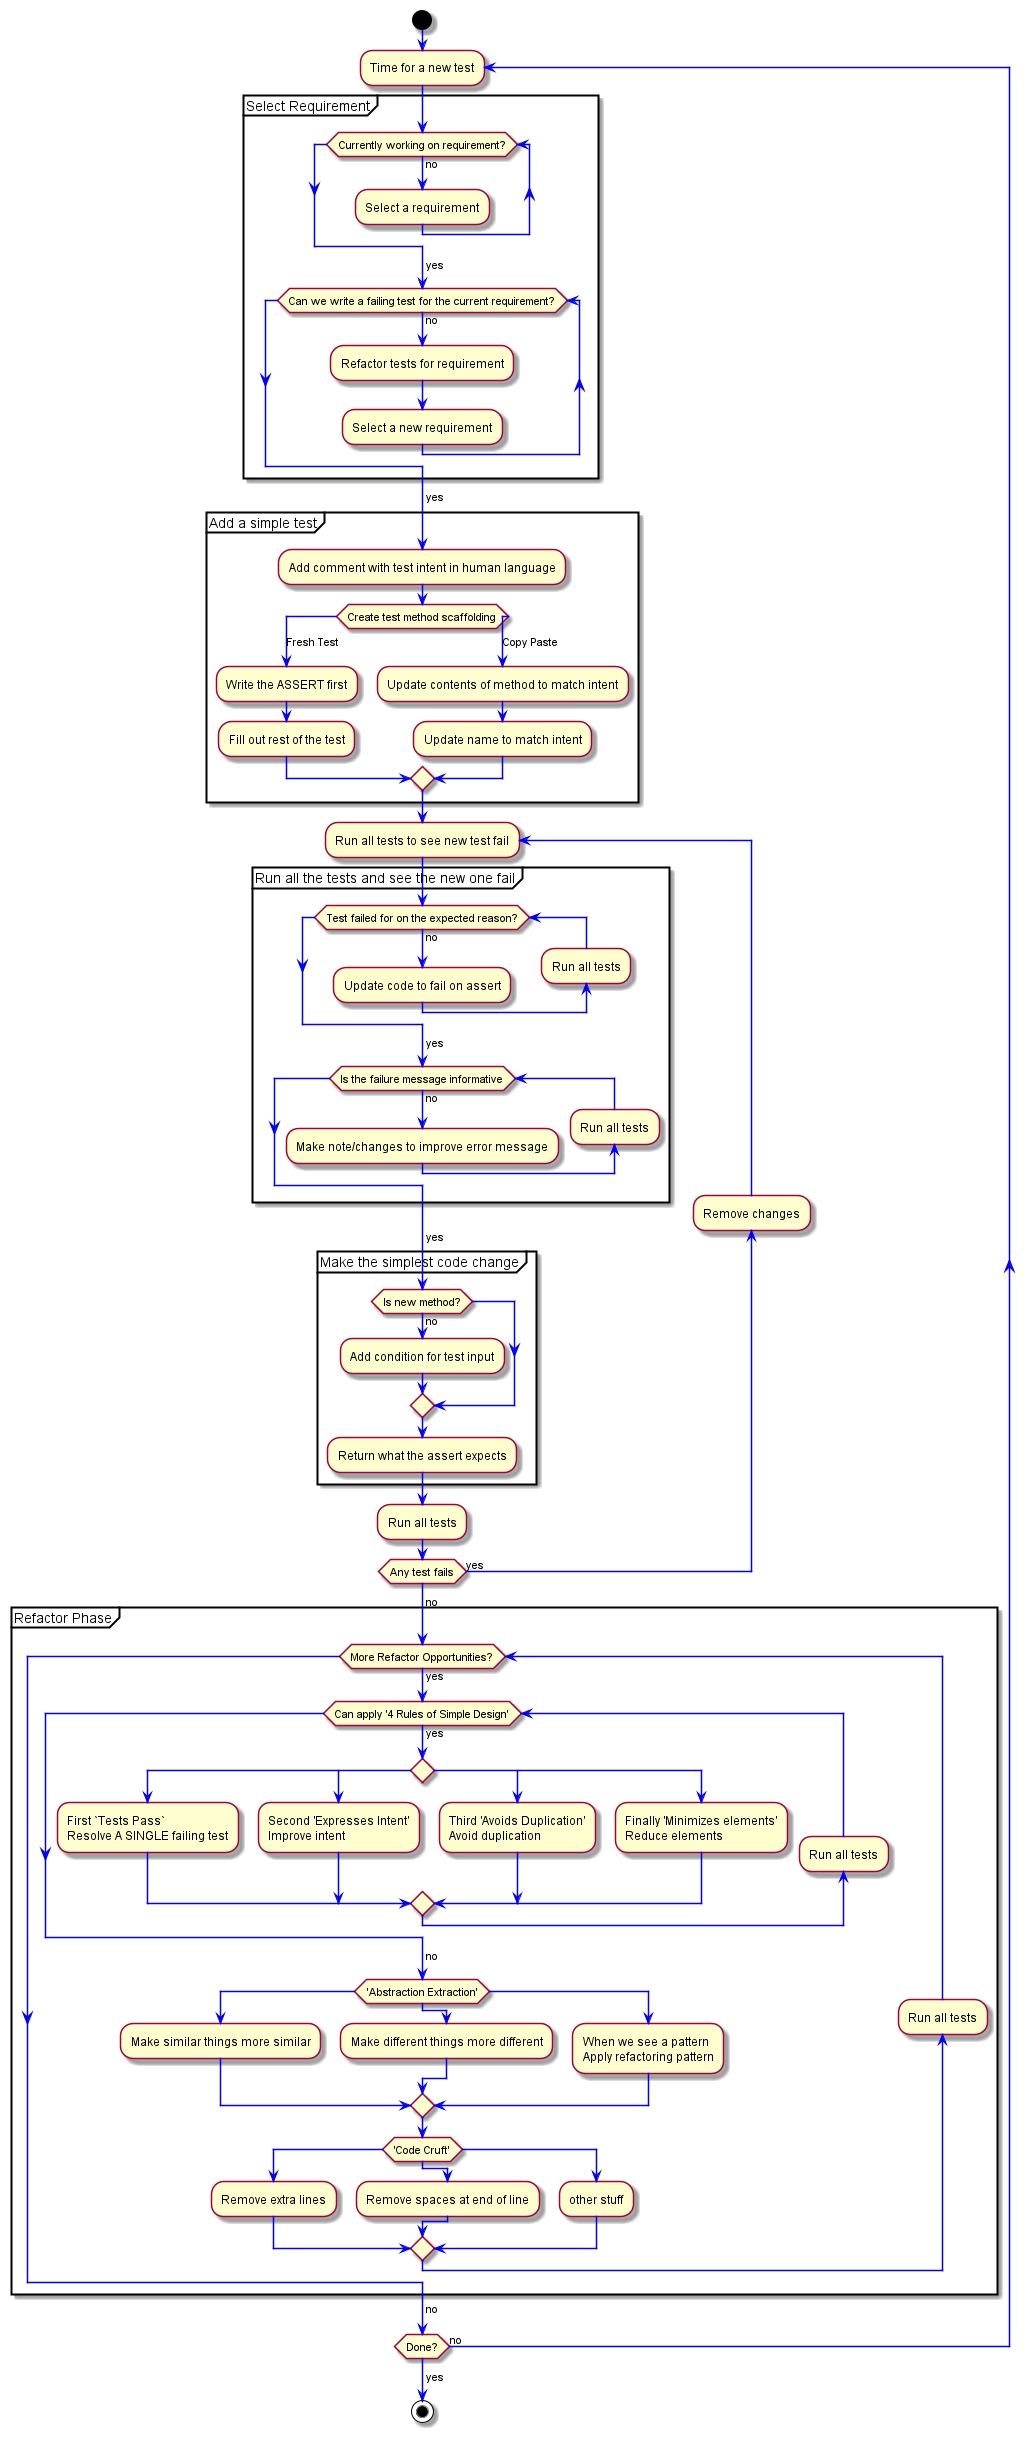 Time for a new test
Select Requirement
Currently working on requirement?
no
Select a requirement
yes
Can we write a failing test for the current requirement?
no
Refactor tests for requirement
Select a new requirement
yes
Add a simple test
Add comment with test intent in human language
Create test method scaffolding
Fresh Test
Copy Paste
Write the ASSERT first
Update contents of method to match intent
Fill out rest of the test
Update name to match intent
Run all tests to see new test fail
Run all the tests and see the new one fail
Test failed for on the expected reason?
no
Run all tests
Update code to fail on assert
yes
Is the failure message informative
no
Run all tests
Make note/changes to improve error message
Remove changes
yes
Make the simplest code change
Is new method?
no
Add condition for test input
Return what the assert expects
Run all tests
Any test fails
yes
no
Refactor Phase
More Refactor Opportunities?
yes
Can apply '4 Rules of Simple Design'
yes
First `Tests Pass`
Resolve A SINGLE failing test
Second 'Expresses Intent'
Improve intent
Third 'Avoids Duplication'
Avoid duplication
Finally 'Minimizes elements'
Reduce elements
Run all tests
no
'Abstraction Extraction'
Run all tests
Make similar things more similar
Make different things more different
When we see a pattern
Apply refactoring pattern
'Code Cruft'
Remove extra lines
Remove spaces at end of line
other stuff
no
Done?
no
yes